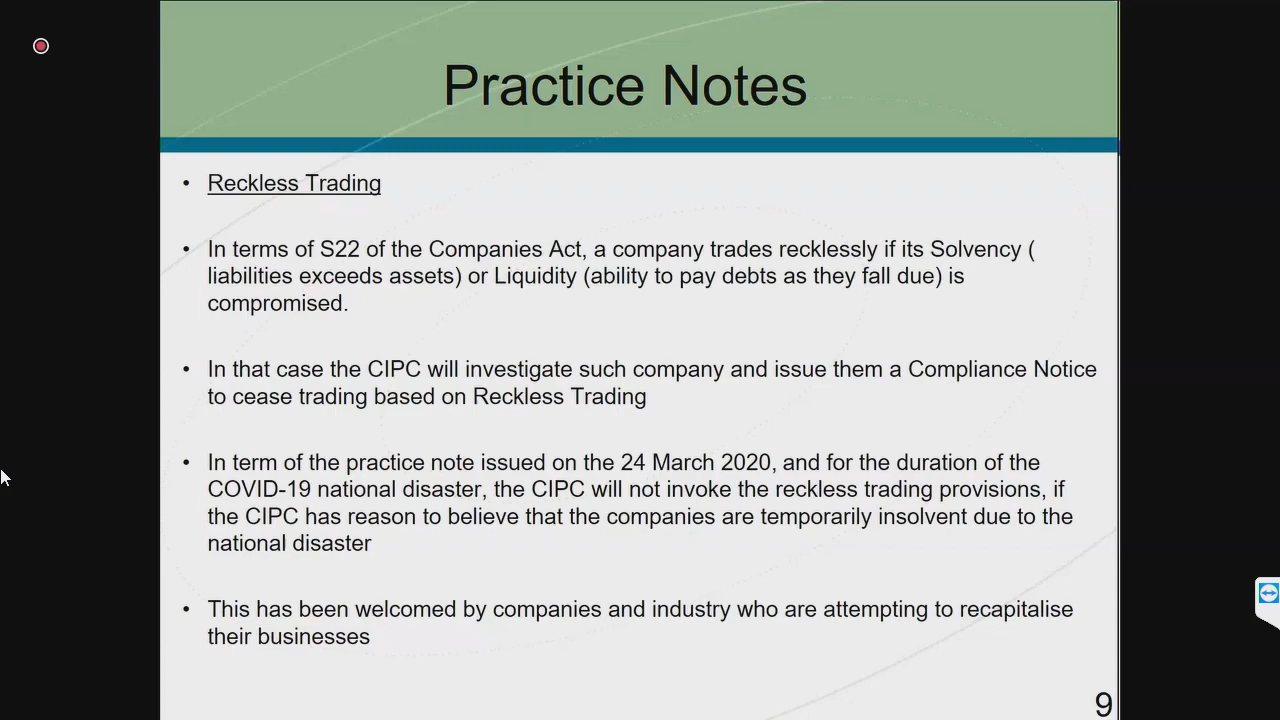 Practice Notes
• Reckless Trading
• In terms of S22 of the Companies Act, a company trades recklessly if its Solvency (
liabilities exceeds assets) or Liquidity (ability to pay debts as they fall due) is
compromised.
• In that case the CIPC will investigate such company and issue them a Compliance Notice
to cease trading based on Reckless Trading
• In term of the practice note issued on the 24 March 2020, and for the duration of the
COVID-19 national disaster, the CIPC will not invoke the reckless trading provisions, if
the CIPC has reason to believe that the companies are temporarily insolvent due to the
national disaster
• This has been welcomed by companies and industry who are attempting to recapitalise
their businesses
9